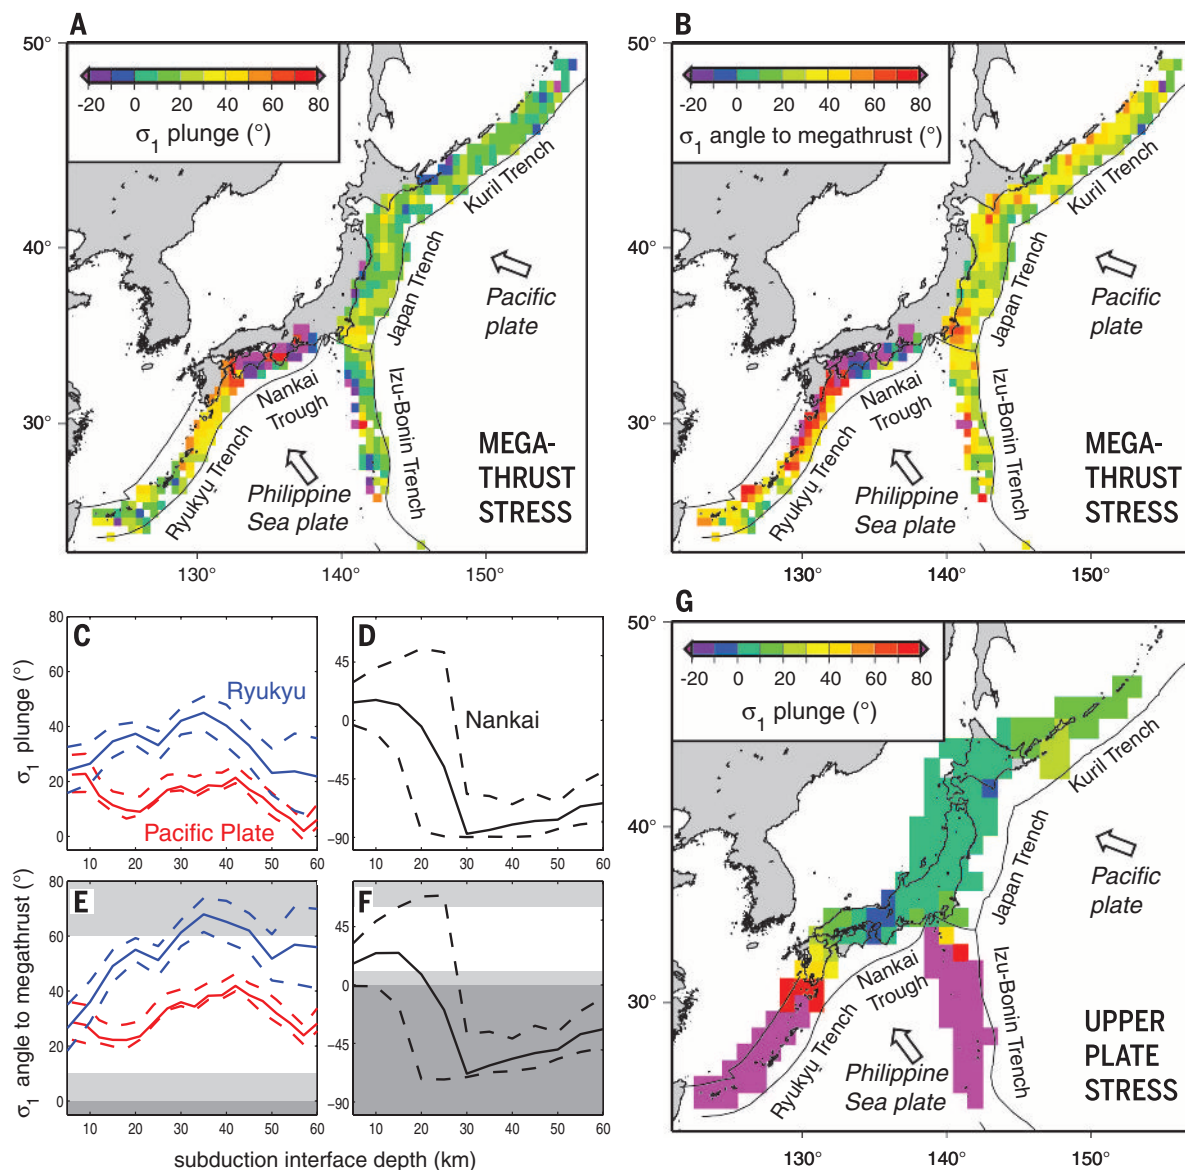 A
50°
40°
30°
-20 0 20 40 60 80
σ1 plunge (°)
Kuril Trench
Japan Trench
Pacific
plate
Izu-Bonin Trench
Nankai
Trough
Ryukyu Trench
Philippine
Sea plate
MEGA-
THRUST
STRESS
130° 140° 150°
B
-20 0 20 40 60 80
σ1 angle to megathrust (°)
Kuril Trench
Japan Trench
Pacific
plate
Izu-Bonin Trench
Nankai
Trough
Ryukyu Trench
Philippine
Sea plate
MEGA-
THRUST
STRESS
130° 140° 150°
C
σ1 plunge (°)
80
60
40
20
0
Ryukyu
Pacific Plate
10 20 30 40 50 60
D
45
0
−45
−90
Nankai
10 20 30 40 50 60
E
σ1 angle to megathrust (°)
80
60
40
20
0
10 20 30 40 50 60
F
45
0
−45
−90
10 20 30 40 50 60
subduction interface depth (km)
G
50°
40°
30°
-20 0 20 40 60 80
σ1 plunge (°)
Kuril Trench
Japan Trench
Pacific
plate
Izu-Bonin Trench
Nankai
Trough
Ryukyu Trench
Philippine
Sea plate
UPPER
PLATE
STRESS
130° 140° 150°